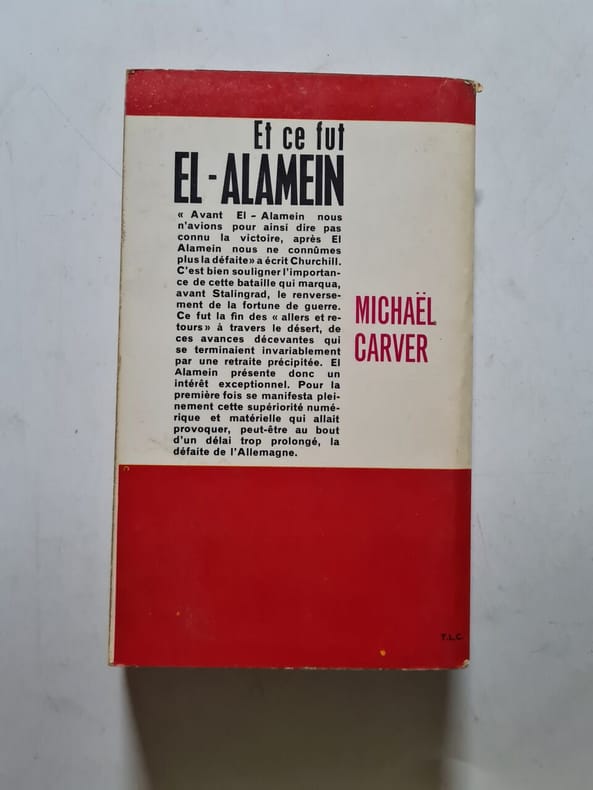 Et ce fut
EL-ALAMEIN
« Avant El - Alamein nous
n'avions pour ainsi dire pas
connu la victoire, après El
Alamein nous ne connûmes
plus la défaite» a écrit Churchill.
C'est bien souligner l'importan-
ce de cette bataille qui marqua,
avant Stalingrad, le renverse-
ment de la fortune de guerre.
Ce fut la fin des « allers et re-
tours» à travers le désert, de
ces avances décevantes qui
se terminaient invariablement
par une retraite précipitée. El
Alamein présente donc un
intérêt exceptionnel. Pour la
première fois se manifesta plei-
nement cette supériorité numé-
rique et matérielle qui allait
provoquer, peut-être au bout
d'un délai trop prolongé, la
défaite de l'Allemagne.
MICHAËL
CARVER
T.L.C.